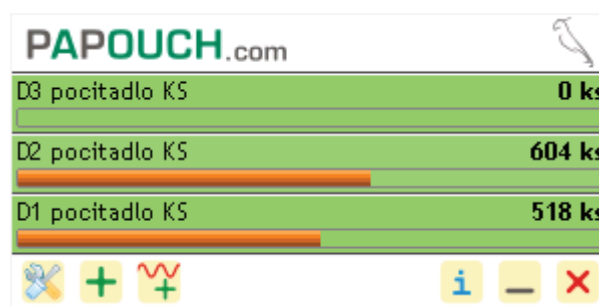 PAPOUCH.com
D3 pocitadlo KS 0 ks
D2 pocitadlo KS 604 ks
D1 pocitadlo KS 518 ks